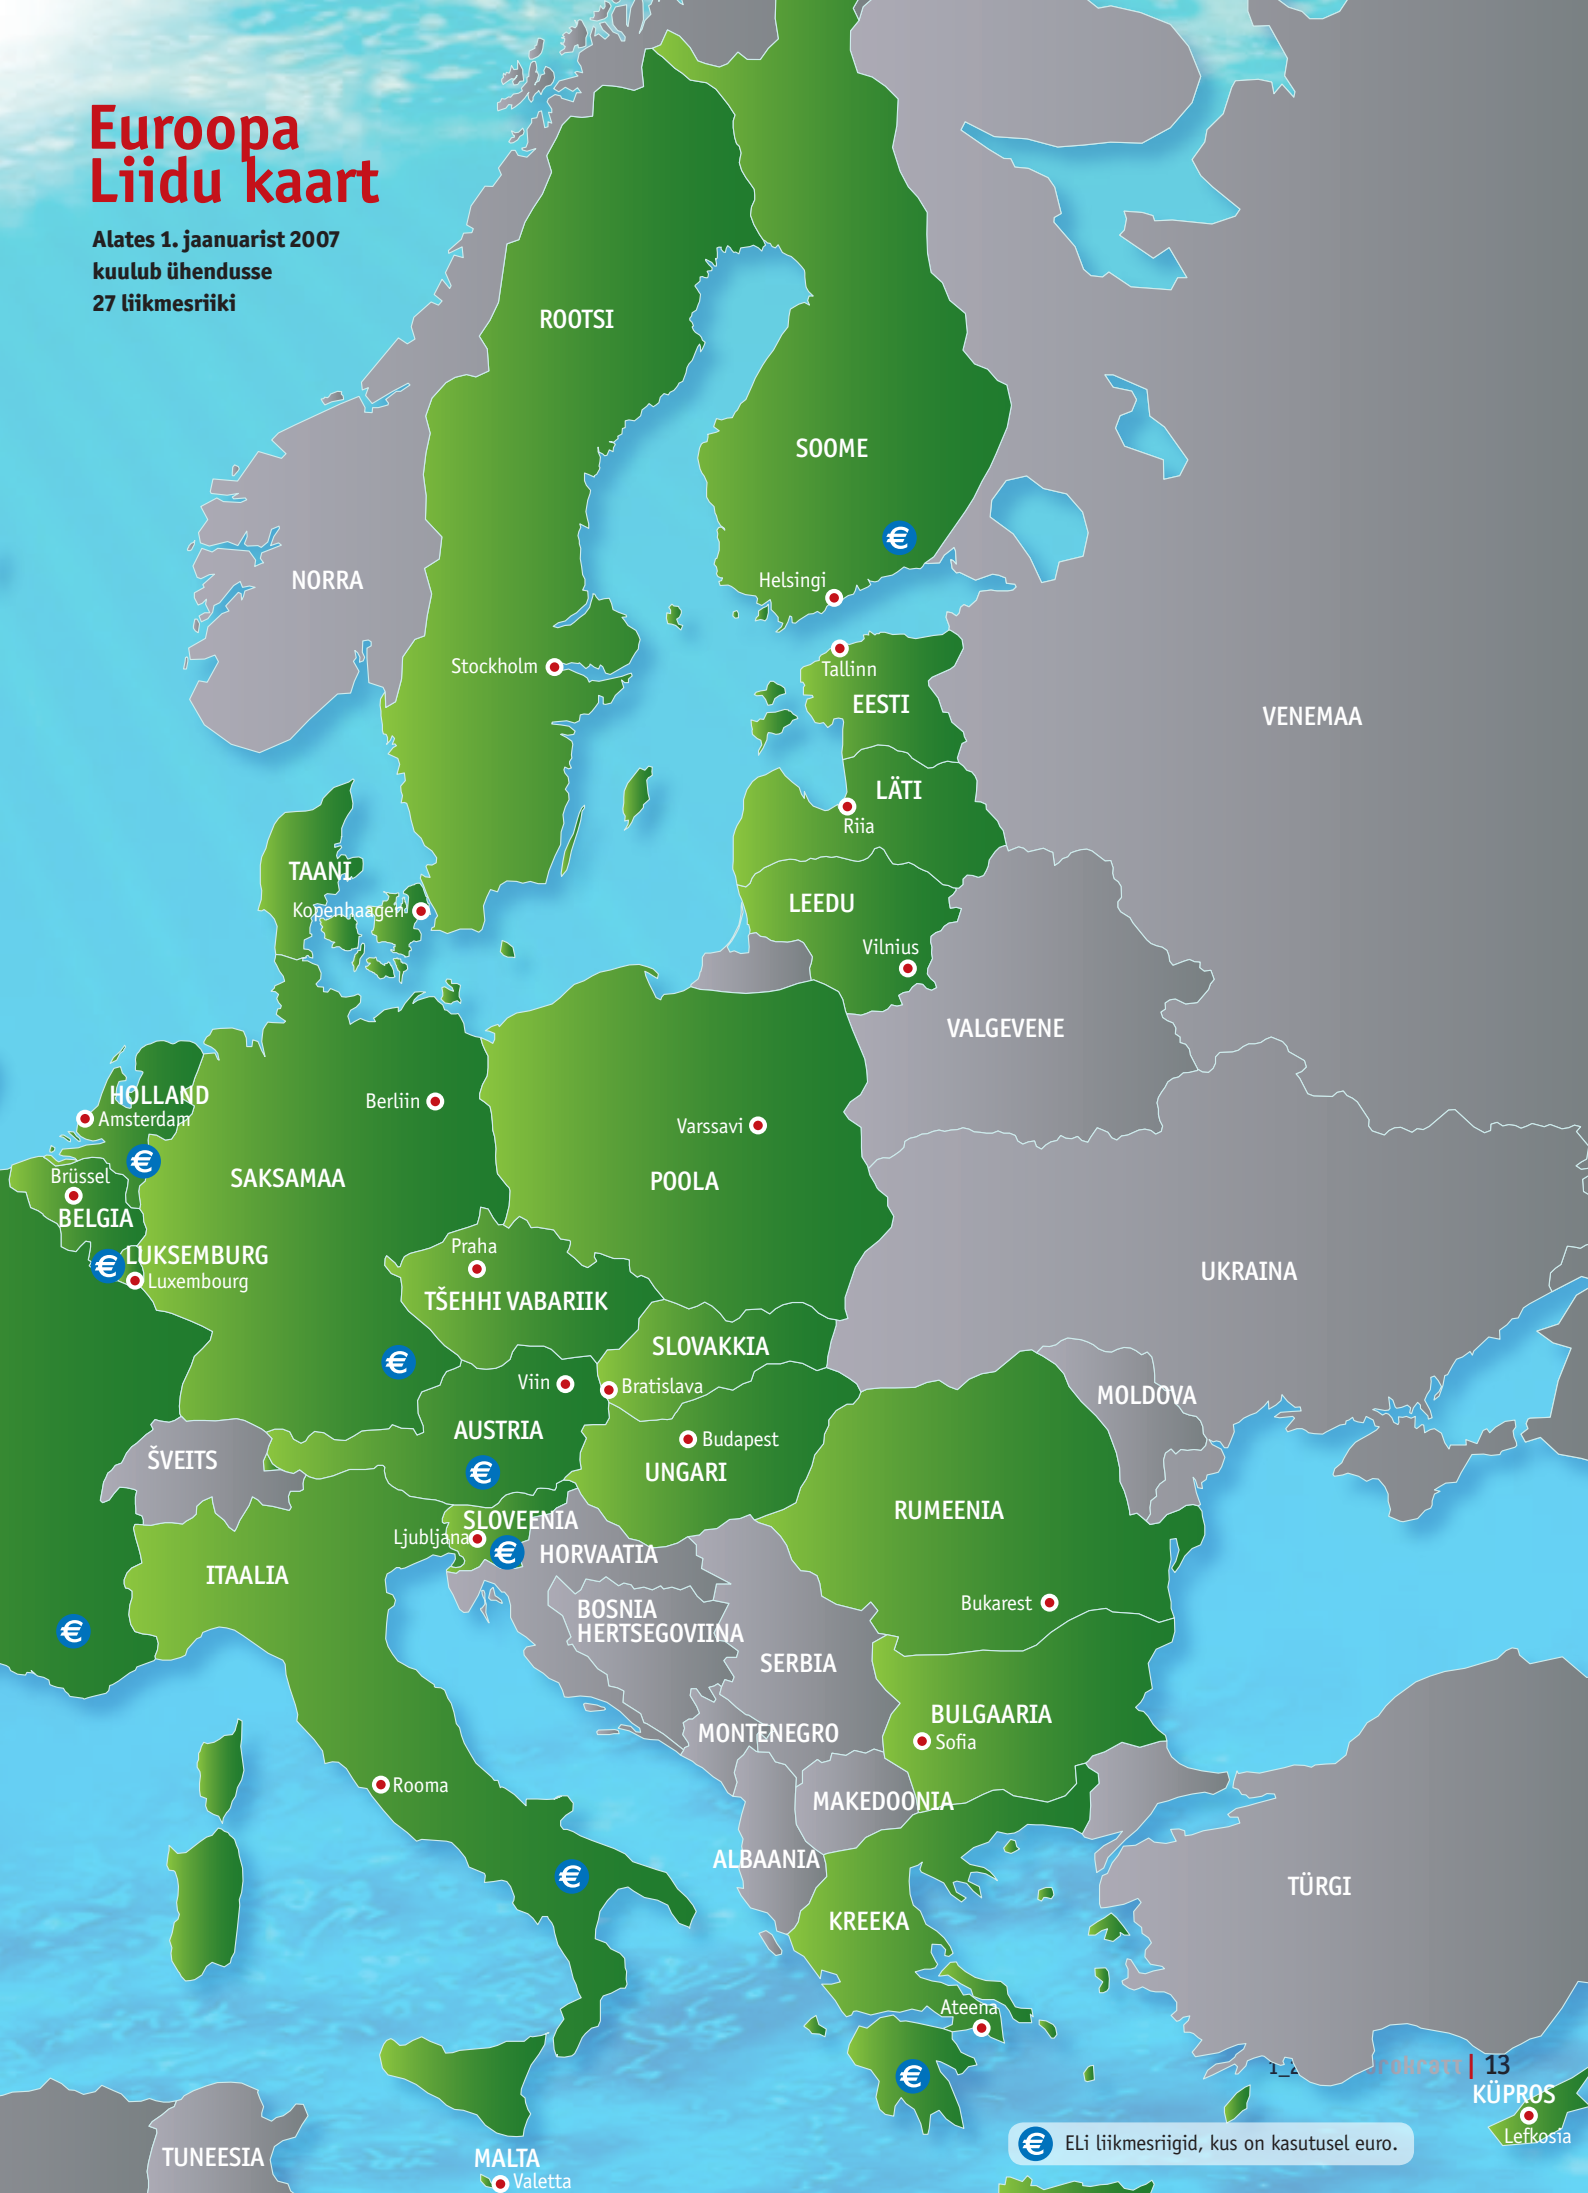 Euroopa
Liidu kaart
Alates 1. jaanuarist 2007
kuulub ühendusse
27 liikmesriiki
ROOTSI
SOOME
€
NORRA
Helsingi
Stockholm
Tallinn
EESTI
VENEMAA
LÄTI
Riia
TAANI
Kopenhaagen
LEEDU
Vilnius
VALGEVENE
HOLLAND
Amsterdam
Berliin
Varssavi
€
Brüssel
SAKSAMAA
POOLA
BELGIA
Praha
LUKSEMBURG
€
Luxembourg
UKRAINA
TŠEHHI VABARIIK
SLOVAKKIA
€
Viin
Bratislava
MOLDOVA
AUSTRIA
Budapest
ŠVEITS
€
UNGARI
RUMEENIA
SLOVEENIA
Ljubljana
€
HORVAATIA
ITAALIA
Bukarest
BOSNIA
HERTSEGOVIINA
€
SERBIA
BULGAARIA
MONTENEGRO
Sofia
Rooma
MAKEDOONIA
ALBAANIA
€
TÜRGI
KREEKA
Ateena
€
13
KÜPROS
Lefkosia
€ ELi liikmesriigid, kus on kasutusel euro.
TUNEESIA
MALTA
Valetta